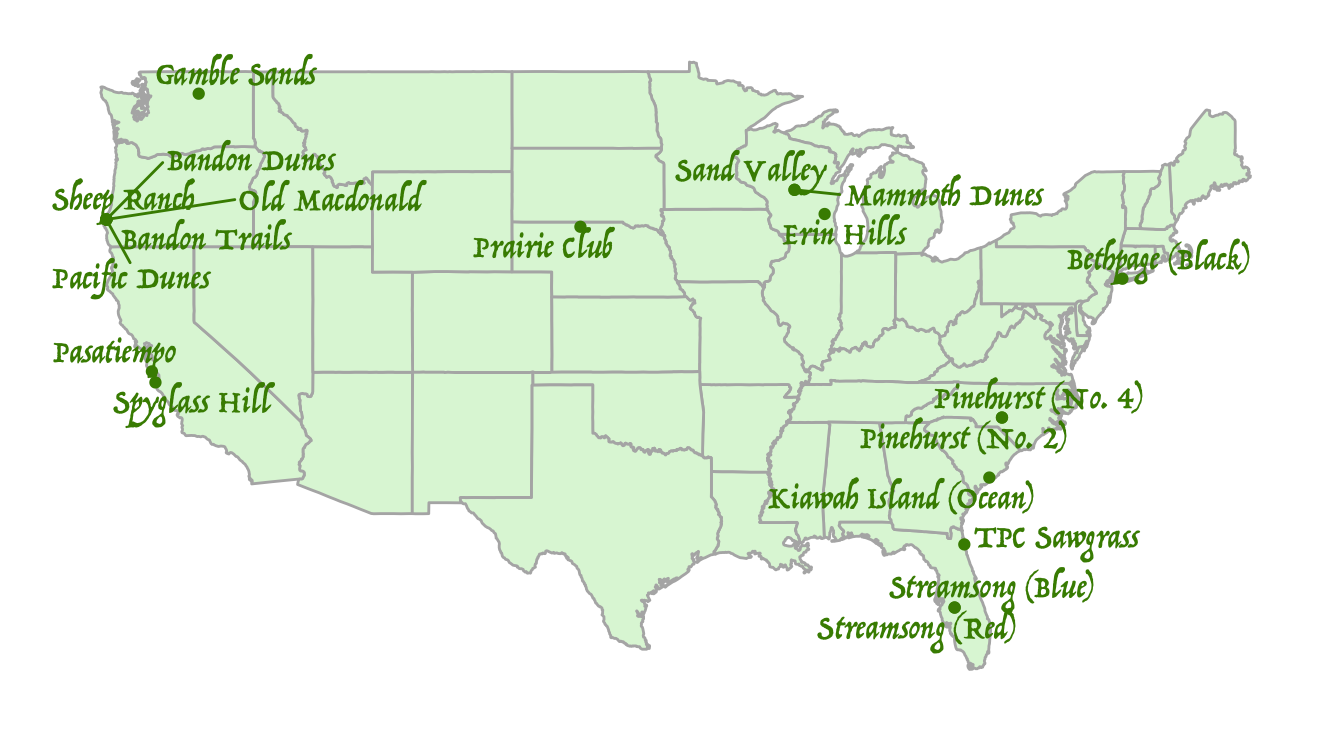 Gamble Sands
Bandon Dunes
Sheep Ranch
Old Macdonald
Bandon Trails
Pacific Dunes
Pasatiempo
Spyglass Hill
Prairie Club
Sand Valley
Mammoth Dunes
Erin Hills
Bethpage (Black)
Pinehurst (No. 4)
Pinehurst (No. 2)
Kiawah Island (Ocean)
TPC Sawgrass
Streamsong (Blue)
Streamsong (Red)